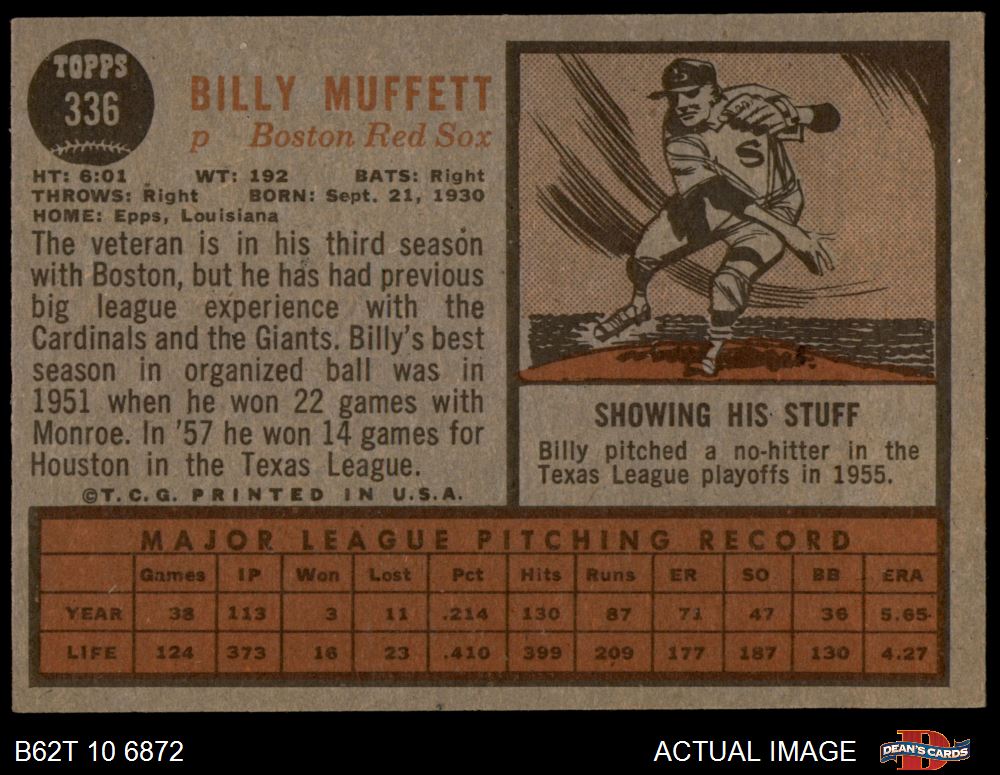 TOPPS
336
BILLY MUFFETT
p Boston Red Sox
HT: 6:01 WT: 192 BATS: Right
THROWS: Right BORN: Sept. 21, 1930
HOME: Epps, Louisiana
The veteran is in his third season
with Boston, but he has had previous
big league experience with the
Cardinals and the Giants. Billy's best
season in organized ball was in
1951 when he won 22 games with
Monroe. In '57 he won 14 games for
Houston in the Texas League.
©T.C.G. PRINTED IN U.S.A.
S
SHOWING HIS STUFF
Billy pitched a no-hitter in the
Texas League playoffs in 1955.
MAJOR LEAGUE PITCHING RECORD
Games IP Won Lost Pct Hits Runs ER SO BB ERA
YEAR 38 113 3 11 .214 130 87 71 47 36 5.65
LIFE 124 373 16 23 .410 399 209 177 187 130 4.27
B62T 10 6872
ACTUAL IMAGE
D
DEAN'S CARDS